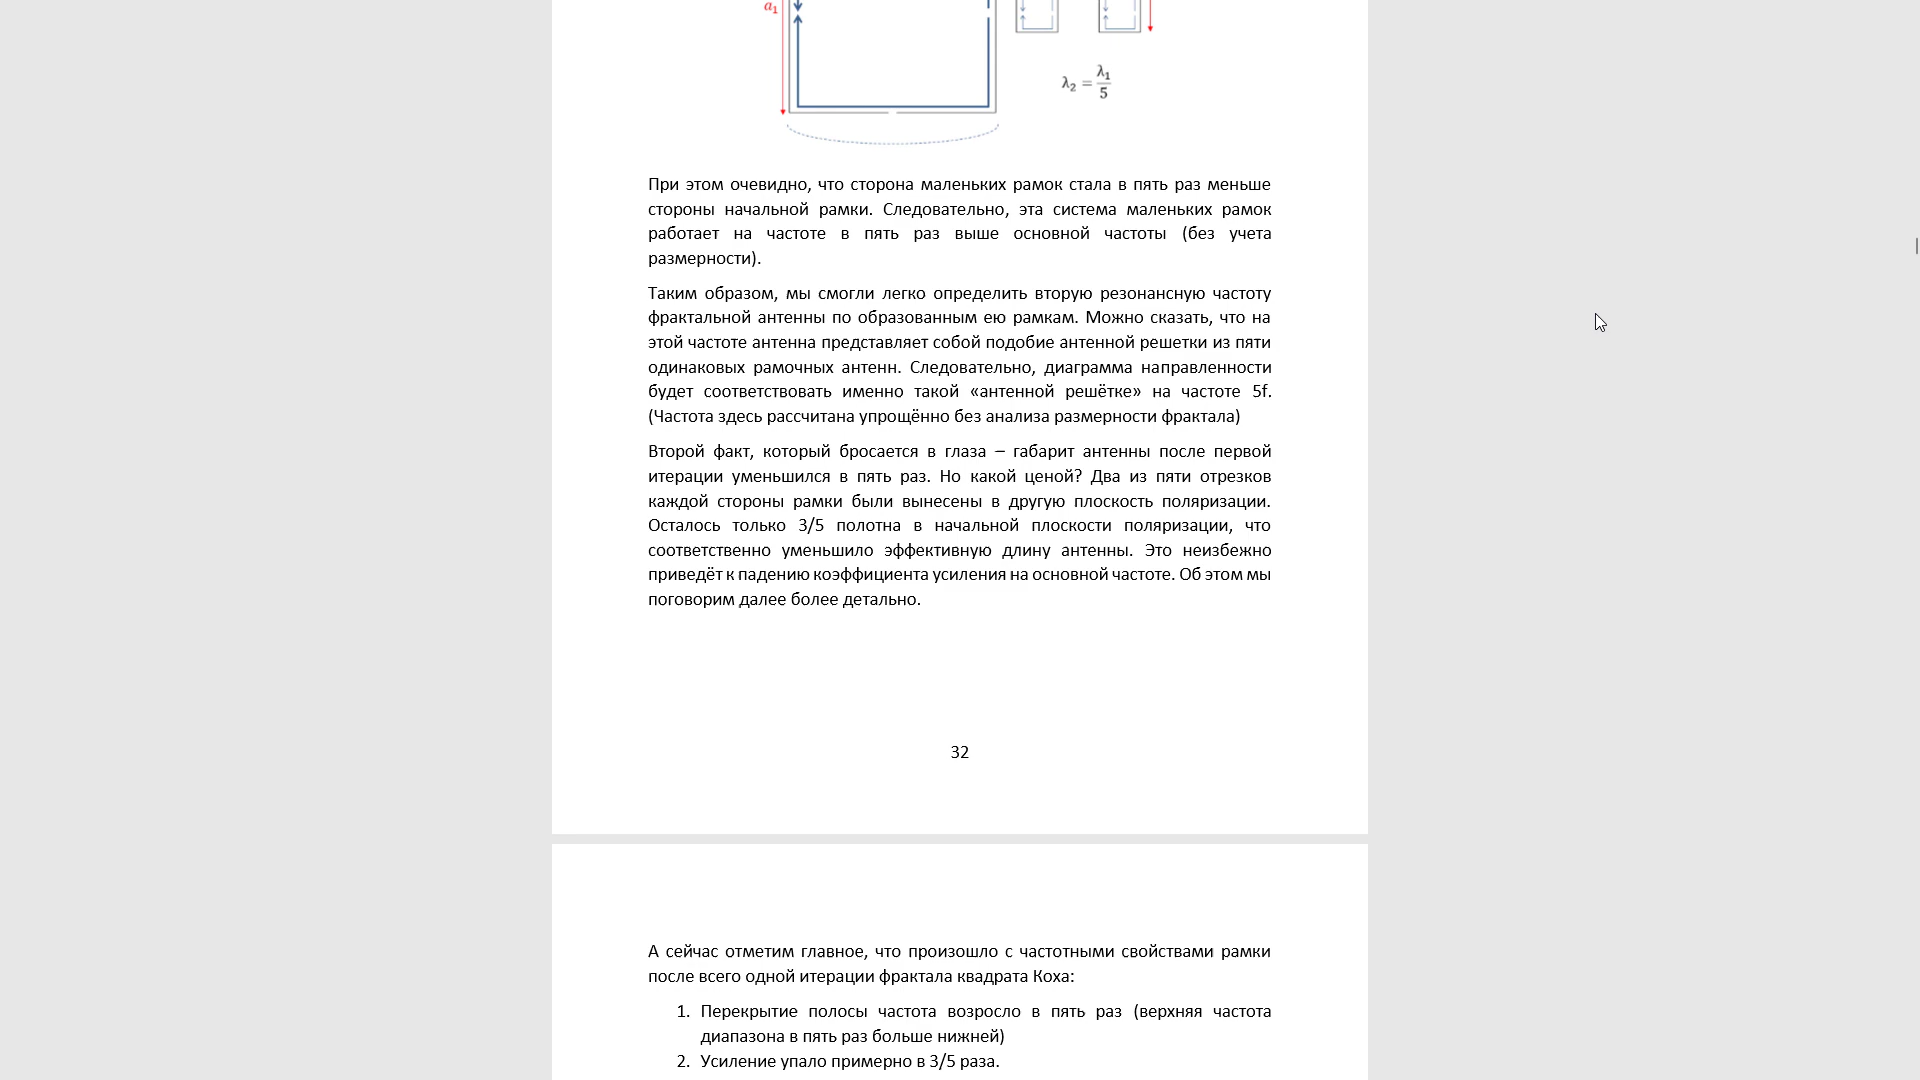 a₁
λ₂ = λ₁/5
При этом очевидно, что сторона маленьких рамок стала в пять раз меньше
стороны начальной рамки. Следовательно, эта система маленьких рамок
работает на частоте в пять раз выше основной частоты (без учета
размерности).
Таким образом, мы смогли легко определить вторую резонансную частоту
фрактальной антенны по образованным ею рамкам. Можно сказать, что на
этой частоте антенна представляет собой подобие антенной решетки из пяти
одинаковых рамочных антенн. Следовательно, диаграмма направленности
будет соответствовать именно такой «антенной решётке» на частоте 5f.
(Частота здесь рассчитана упрощённо без анализа размерности фрактала)
Второй факт, который бросается в глаза – габарит антенны после первой
итерации уменьшился в пять раз. Но какой ценой? Два из пяти отрезков
каждой стороны рамки были вынесены в другую плоскость поляризации.
Осталось только 3/5 полотна в начальной плоскости поляризации, что
соответственно уменьшило эффективную длину антенны. Это неизбежно
приведёт к падению коэффициента усиления на основной частоте. Об этом мы
поговорим далее более детально.
32
А сейчас отметим главное, что произошло с частотными свойствами рамки
после всего одной итерации фрактала квадрата Коха:
1. Перекрытие полосы частота возросло в пять раз (верхняя частота
диапазона в пять раз больше нижней)
2. Усиление упало примерно в 3/5 раза.